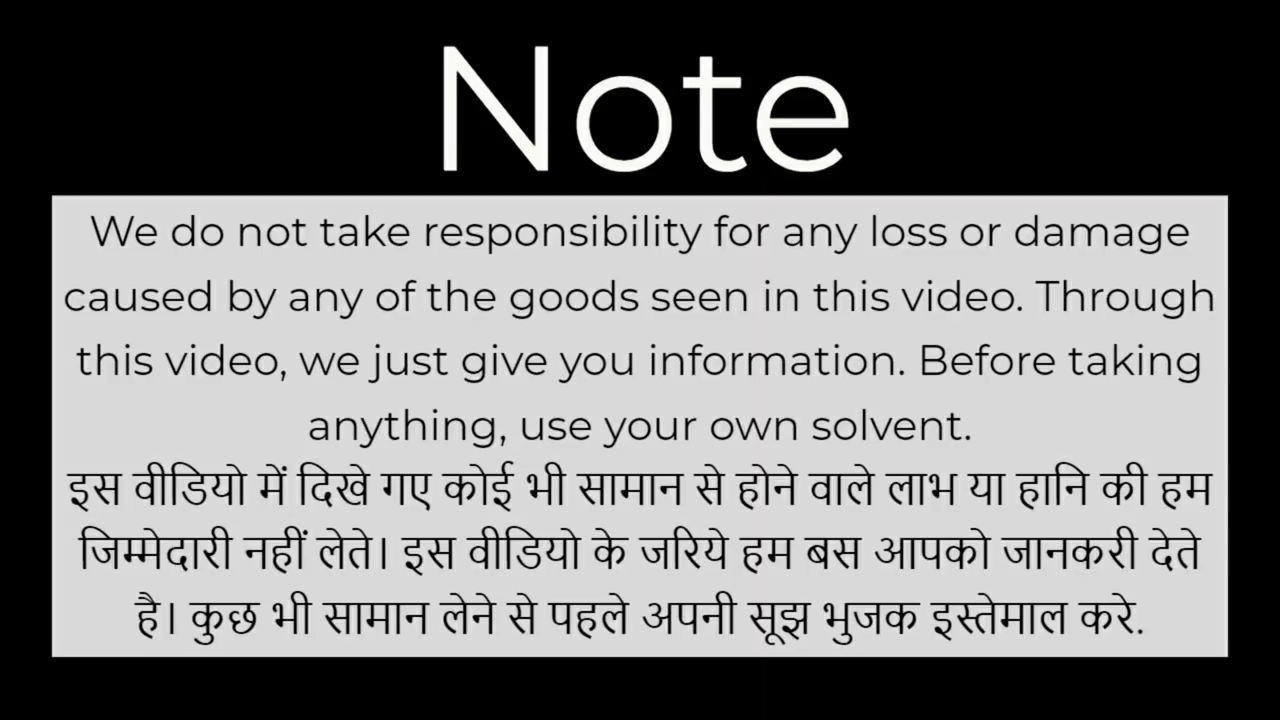 Note
We do not take responsibility for any loss or damage
caused by any of the goods seen in this video. Through
this video, we just give you information. Before taking
anything, use your own solvent.
इस वीडियो में दिखे गए कोई भी सामान से होने वाले लाभ या हानि की हम
जिम्मेदारी नहीं लेते। इस वीडियो के जरिये हम बस आपको जानकरी देते
है। कुछ भी सामान लेने से पहले अपनी सूझ भुजक इस्तेमाल करे.